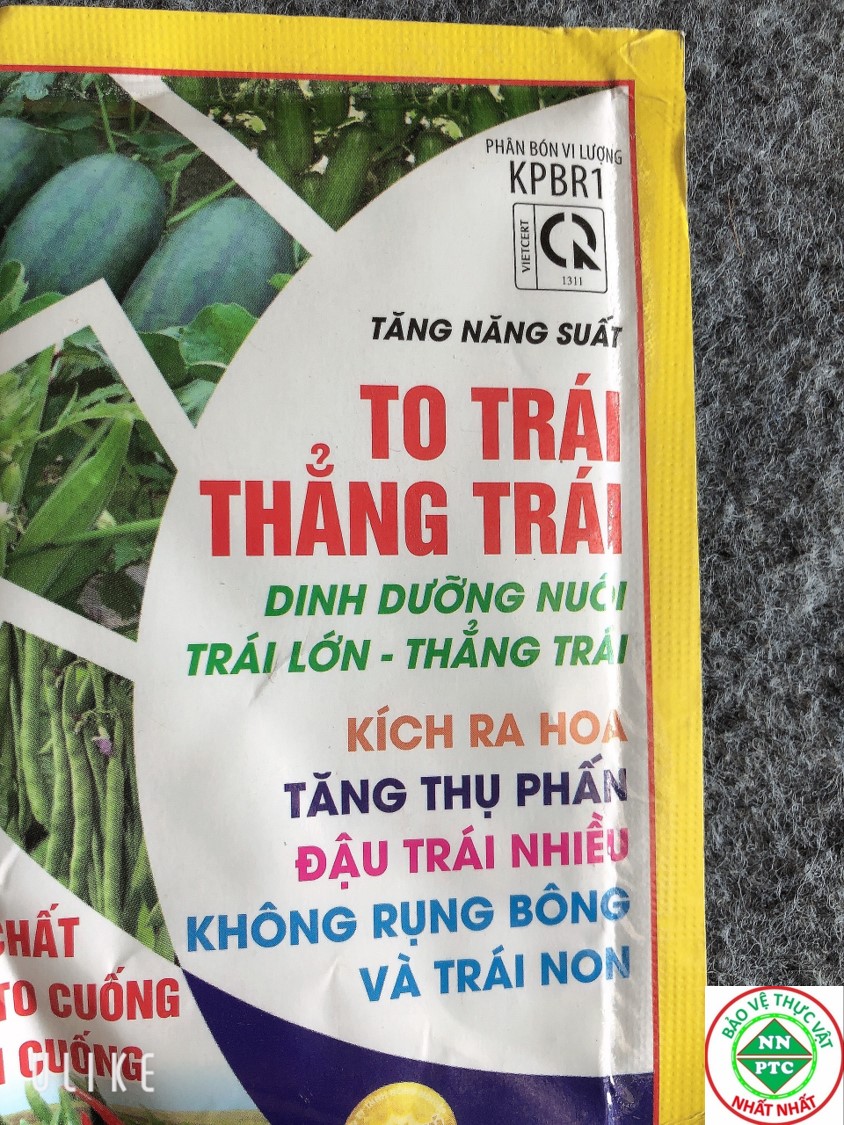 PHÂN BÓN VI LƯỢNG
KPBR1
VIETCERT
1311
TĂNG NĂNG SUẤT
TO TRÁI
THẲNG TRÁI
DINH DƯỠNG NUÔI
TRÁI LỚN - THẲNG TRÁI
KÍCH RA HOA
TĂNG THỤ PHẤN
ĐẬU TRÁI NHIỀU
KHÔNG RỤNG BÔNG
VÀ TRÁI NON
CHẤT
TO CUỐNG
CUỐNG
ULIKE
BẢO VỆ THỰC VẬT
NN
PTC
NHẤT NHẤT